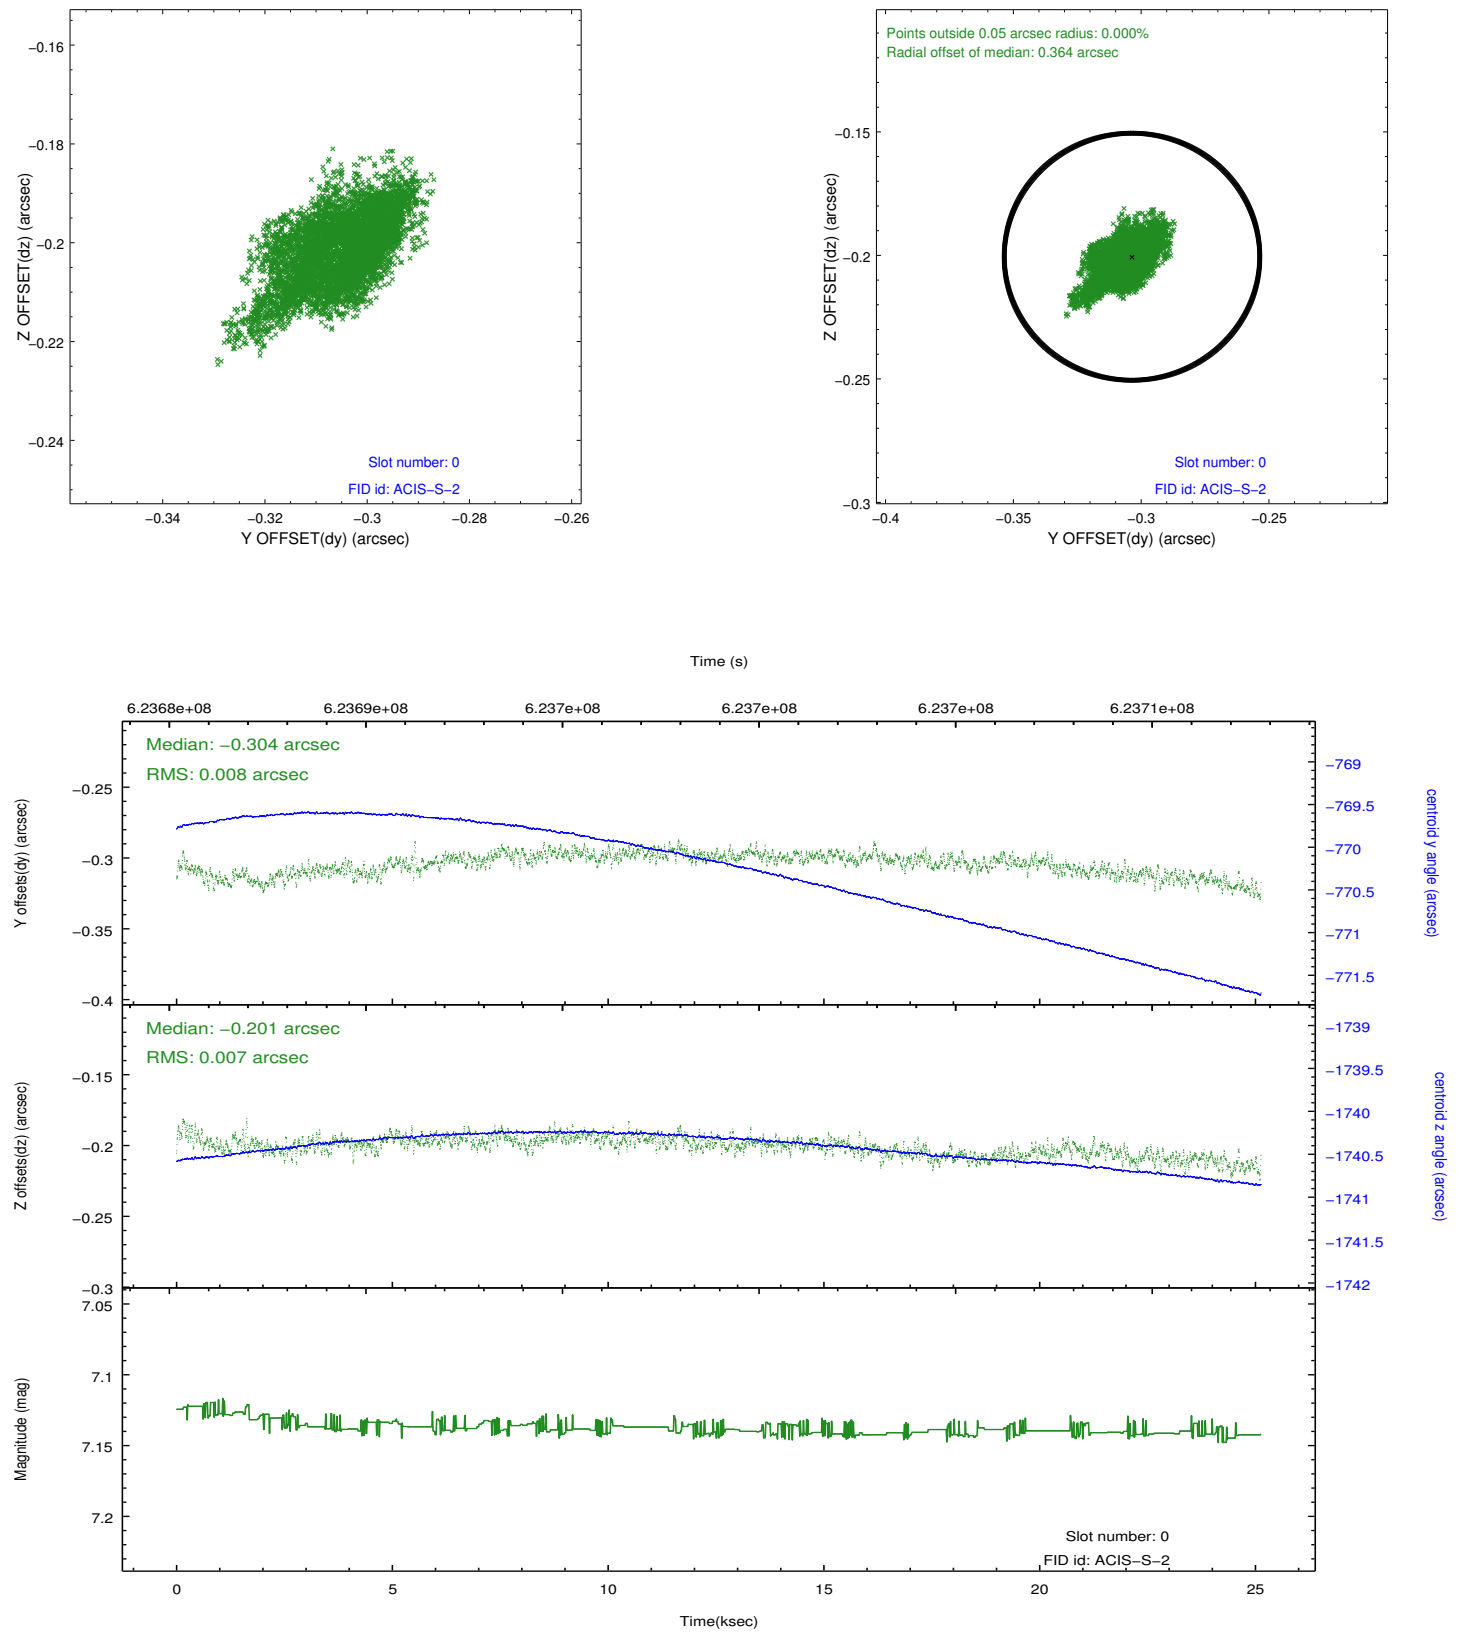 −0.16
−0.18
−0.2
−0.22
−0.24
Z OFFSET(dz) (arcsec)
Slot number: 0
FID id: ACIS−S−2
−0.34
−0.32
−0.3
−0.28
−0.26
Y OFFSET(dy) (arcsec)
Points outside 0.05 arcsec radius: 0.000%
Radial offset of median: 0.364 arcsec
−0.15
−0.2
−0.25
−0.3
Z OFFSET(dz) (arcsec)
Slot number: 0
FID id: ACIS−S−2
−0.4
−0.35
−0.3
−0.25
Y OFFSET(dy) (arcsec)
Time (s)
6.2368e+08
6.2369e+08
6.237e+08
6.237e+08
6.237e+08
6.2371e+08
Median: −0.304 arcsec
RMS: 0.008 arcsec
−0.25
−0.3
−0.35
−0.4
Y offsets(dy) (arcsec)
−769
−769.5
−770
−770.5
−771
−771.5
centroid y angle (arcsec)
Median: −0.201 arcsec
RMS: 0.007 arcsec
−0.15
−0.2
−0.25
−0.3
Z offsets(dz) (arcsec)
−1739
−1739.5
−1740
−1740.5
−1741
−1741.5
−1742
centroid z angle (arcsec)
7.05
7.1
7.15
7.2
Magnitude (mag)
Slot number: 0
FID id: ACIS−S−2
0
5
10
15
20
25
Time(ksec)